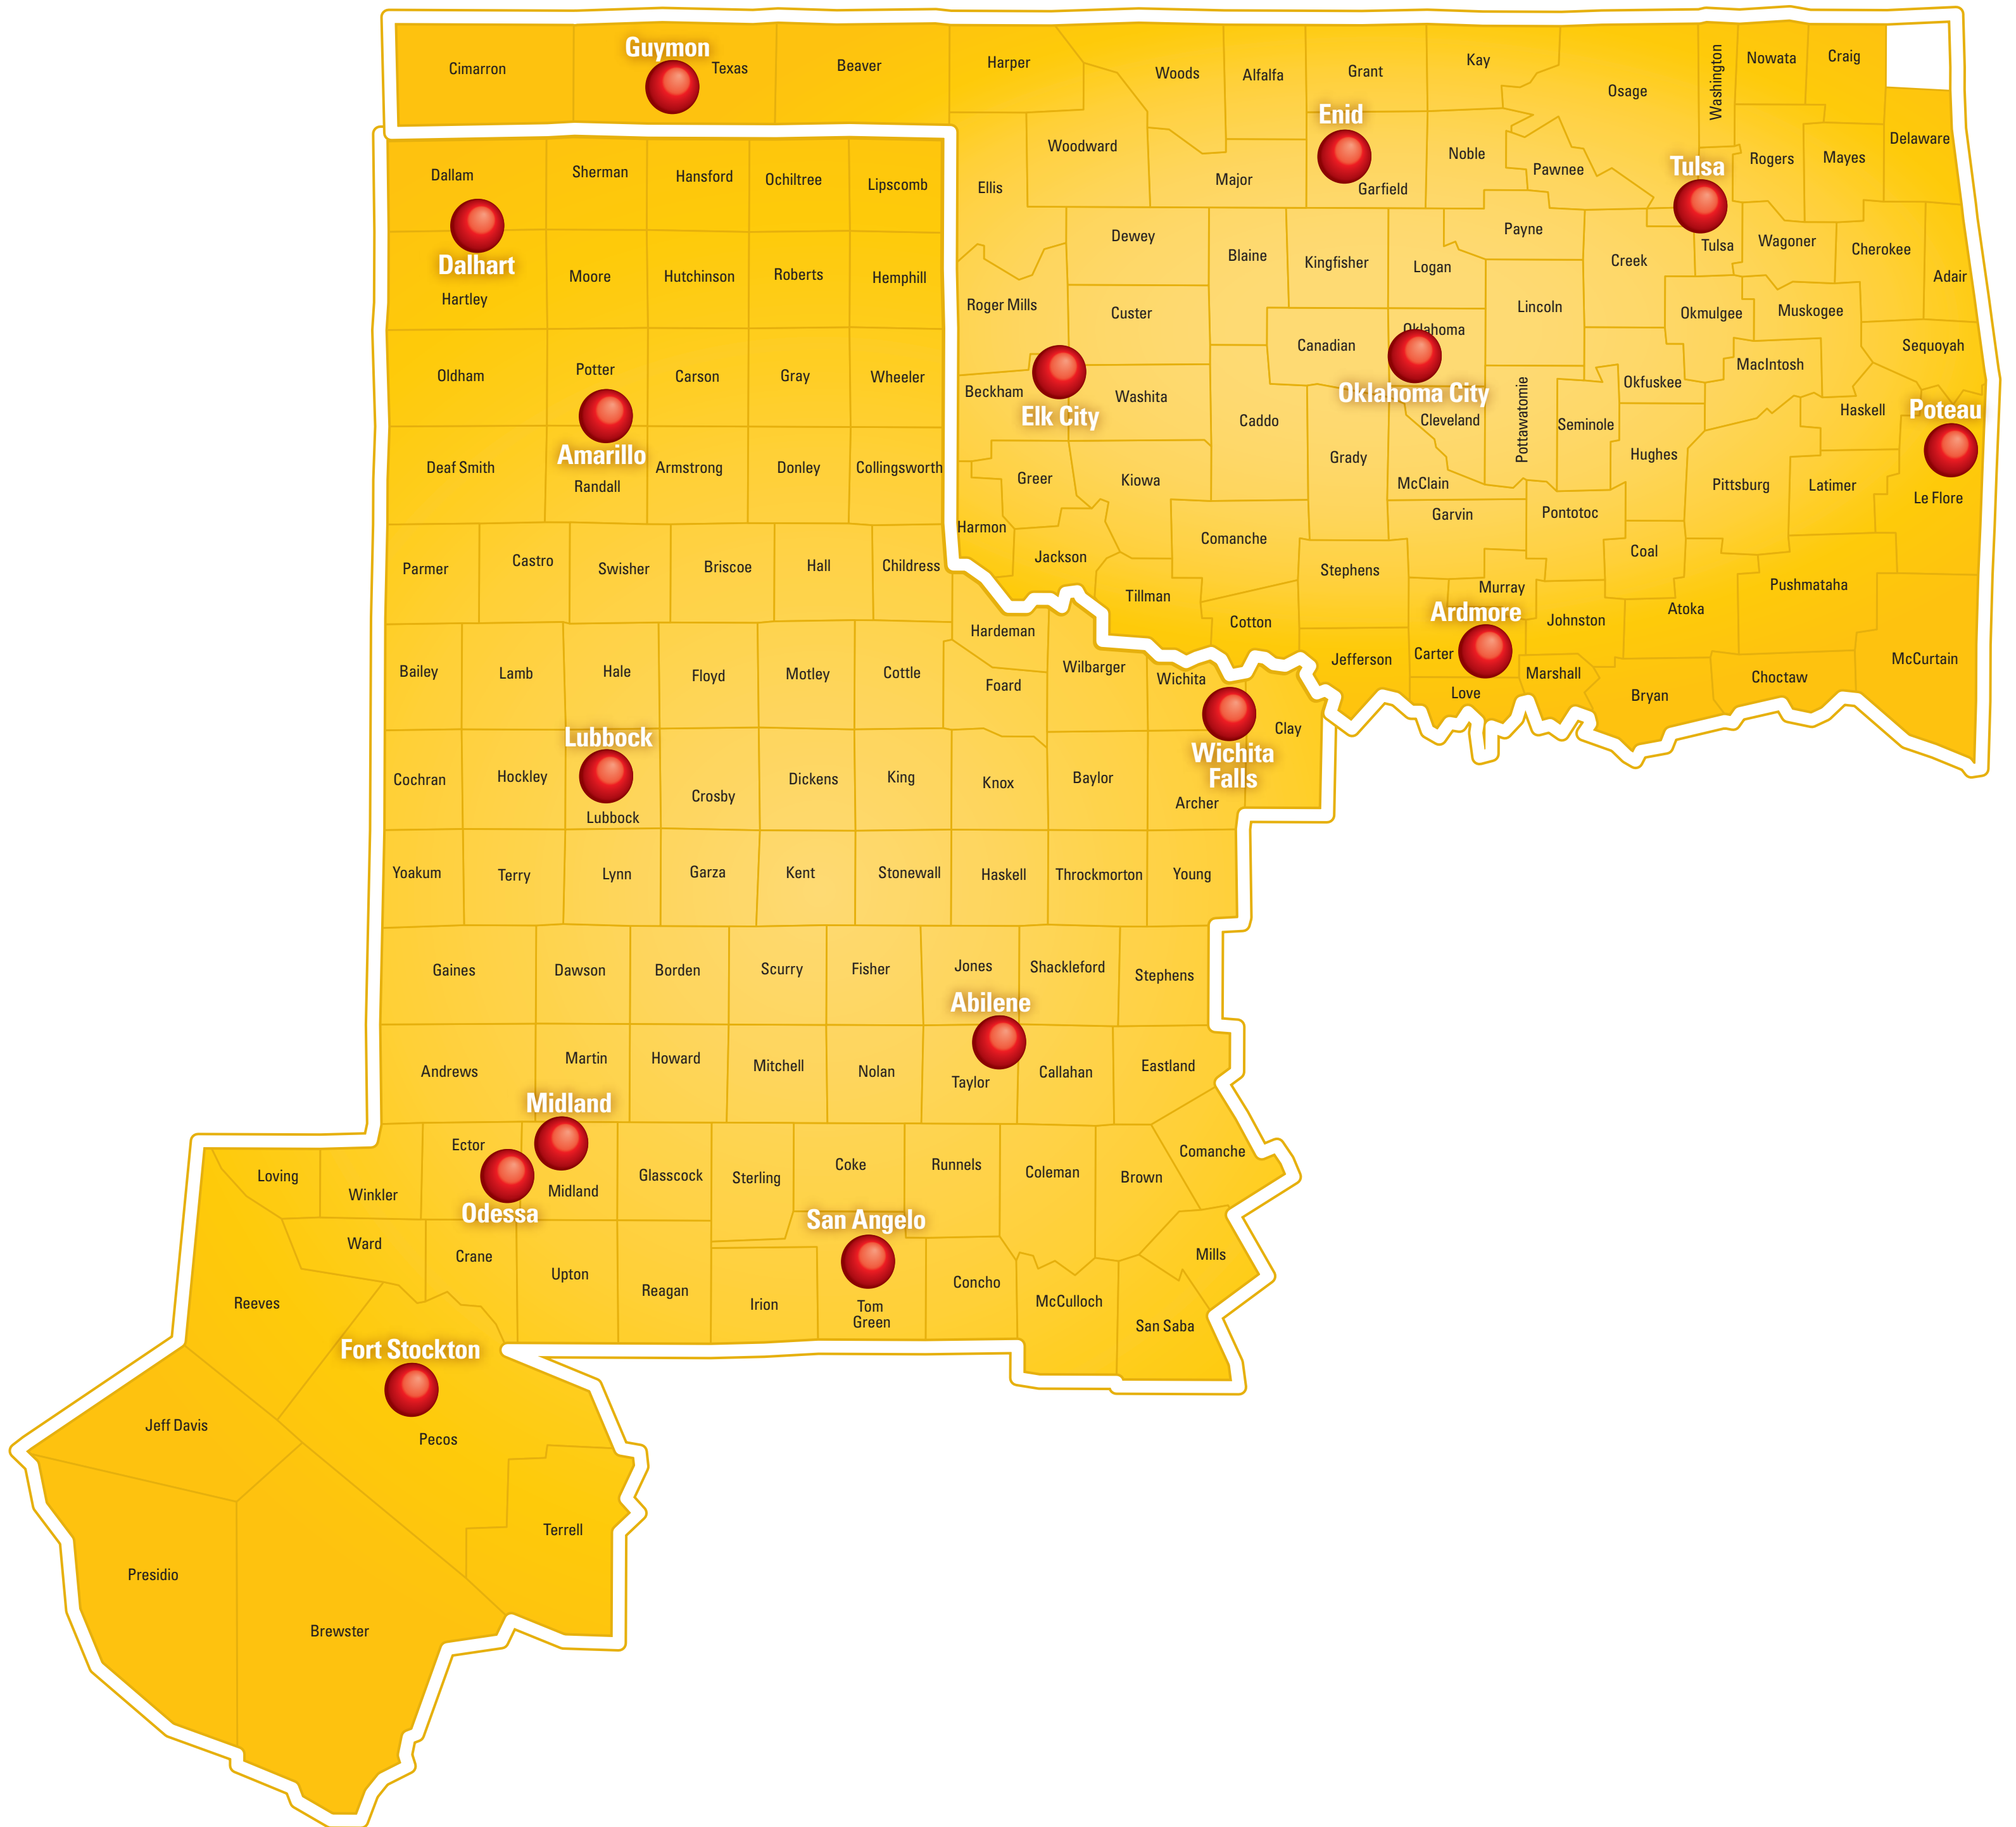 Guymon
Cimarron
Texas
Beaver
Harper
Woods
Alfalfa
Grant
Kay
Osage
Washington
Nowata
Craig
Enid
Woodward
Ellis
Major
Garfield
Noble
Pawnee
Tulsa
Rogers
Mayes
Delaware
Dallam
Sherman
Hansford
Ochiltree
Lipscomb
Dalhart
Hartley
Moore
Hutchinson
Roberts
Hemphill
Dewey
Blaine
Kingfisher
Logan
Payne
Creek
Tulsa
Wagoner
Cherokee
Adair
Roger Mills
Custer
Canadian
Oklahoma
Lincoln
Okmulgee
Muskogee
Sequoyah
Oldham
Potter
Carson
Gray
Wheeler
Beckham
Elk City
Washita
Caddo
Oklahoma City
Cleveland
Pottawatomie
Seminole
Okfuskee
MacIntosh
Haskell
Poteau
Amarillo
Deaf Smith
Randall
Armstrong
Donley
Collingsworth
Greer
Kiowa
Grady
McClain
Hughes
Pittsburg
Latimer
Le Flore
Harmon
Jackson
Comanche
Garvin
Pontotoc
Coal
Parmer
Castro
Swisher
Briscoe
Hall
Childress
Tillman
Stephens
Murray
Pushmataha
Hardeman
Cotton
Ardmore
Johnston
Atoka
Bailey
Lamb
Hale
Floyd
Motley
Cottle
Foard
Wilbarger
Wichita
Jefferson
Carter
Love
Marshall
Bryan
Choctaw
McCurtain
Lubbock
Clay
Wichita
Falls
Cochran
Hockley
Lubbock
Crosby
Dickens
King
Knox
Baylor
Archer
Yoakum
Terry
Lynn
Garza
Kent
Stonewall
Haskell
Throckmorton
Young
Gaines
Dawson
Borden
Scurry
Fisher
Jones
Shackleford
Stephens
Abilene
Andrews
Martin
Howard
Mitchell
Nolan
Taylor
Callahan
Eastland
Midland
Loving
Winkler
Ector
Odessa
Midland
Glasscock
Sterling
Coke
Runnels
Coleman
Brown
Comanche
San Angelo
Ward
Crane
Upton
Reagan
Irion
Tom
Green
Concho
McCulloch
Mills
San Saba
Reeves
Fort Stockton
Jeff Davis
Pecos
Terrell
Presidio
Brewster